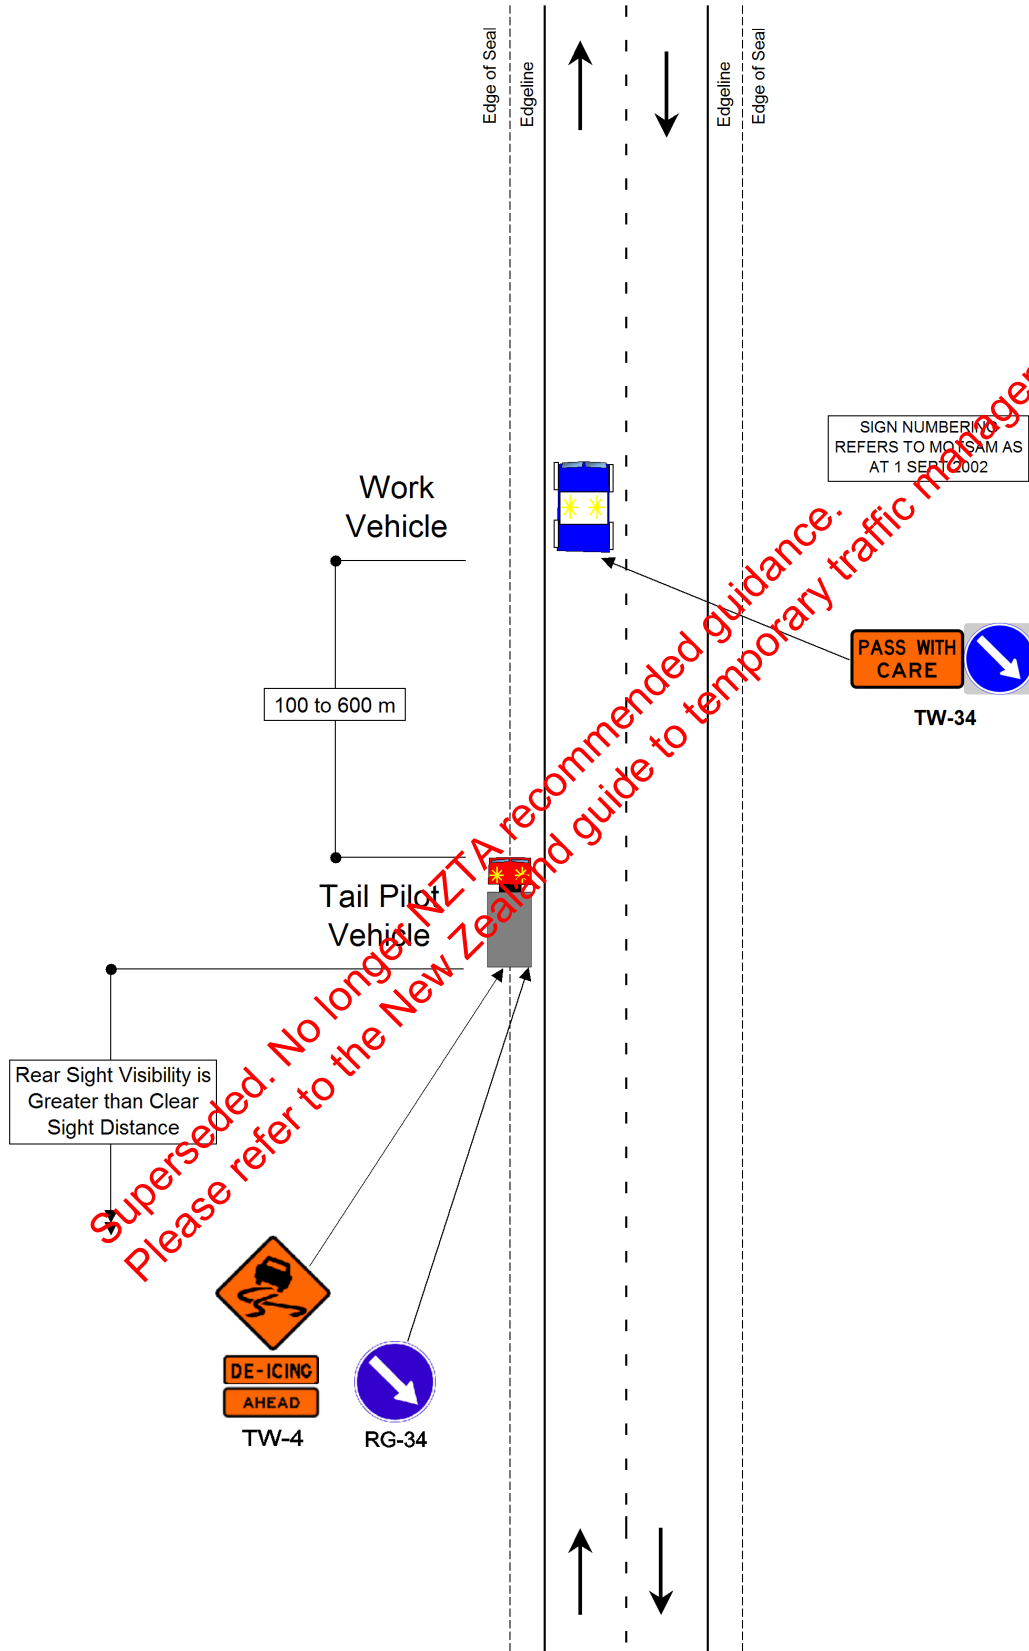 Edge of Seal
Edgeline
Edgeline
Edge of Seal
SIGN NUMBERING
REFERS TO MOTSAM AS
AT 1 SEPT 2002
Work
Vehicle
PASS WITH
CARE
TW-34
100 to 600 m
Tail Pilot
Vehicle
Rear Sight Visibility is
Greater than Clear
Sight Distance
Superseded. No longer NZTA recommended guidance.
Please refer to the New Zealand guide to temporary traffic
DE-ICING
AHEAD
TW-4
RG-34